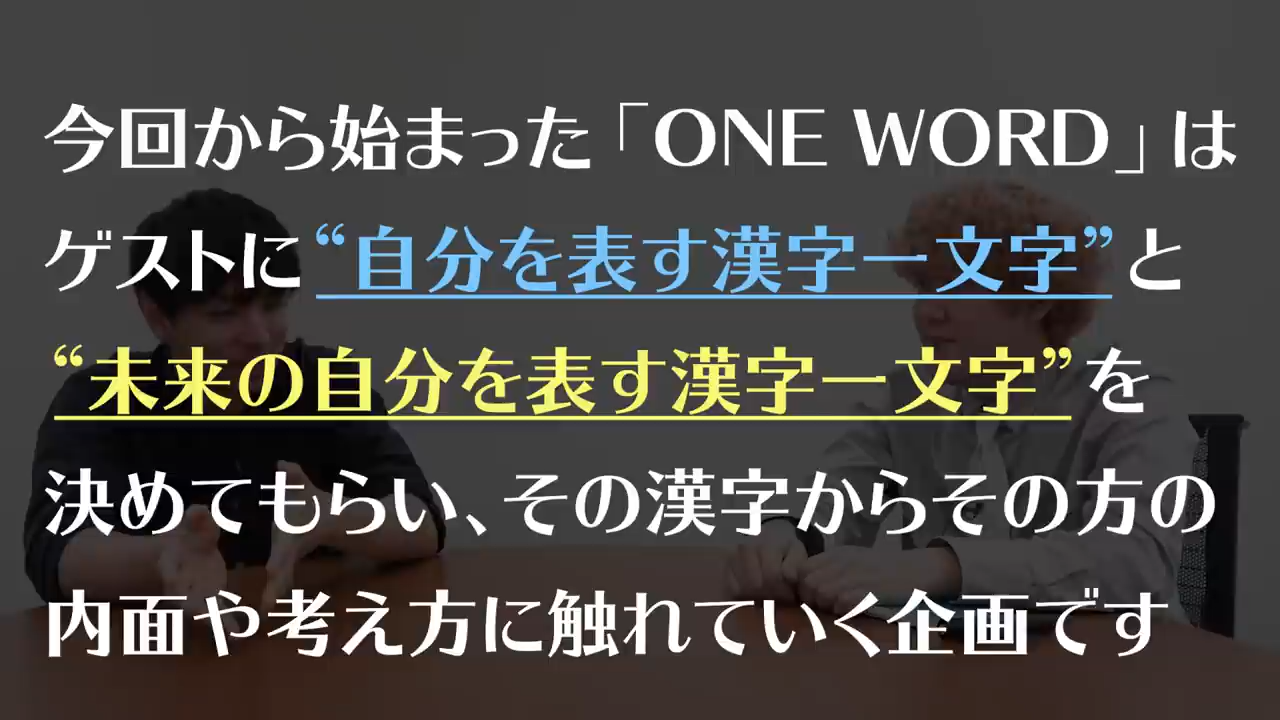 今回から始まった「ONE WORD」は
ゲストに“自分を表す漢字一文字”と
“未来の自分を表す漢字一文字”を
決めてもらい、その漢字からその方の
内面や考え方に触れていく企画です